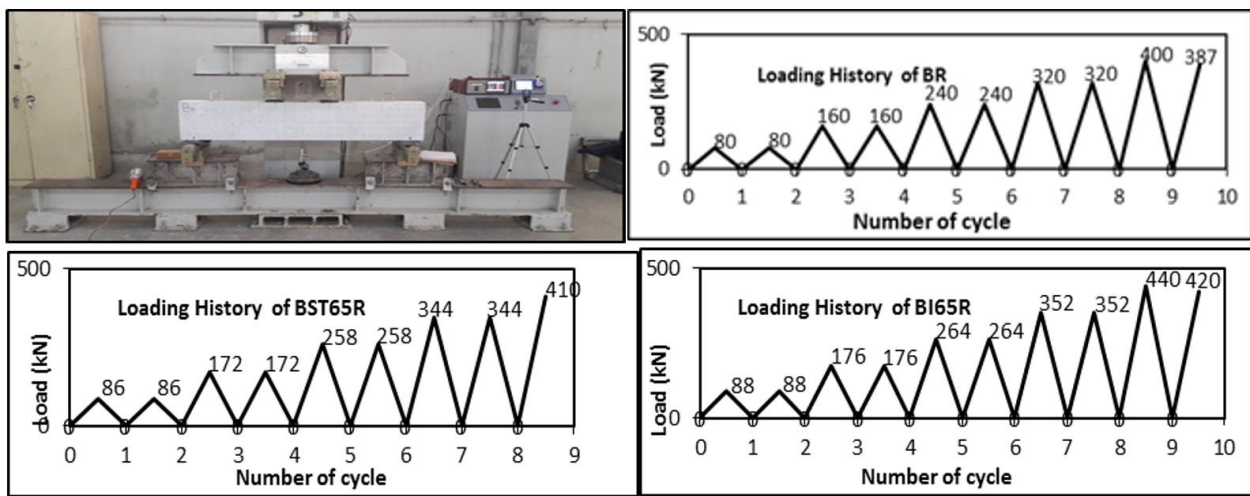 500
Loading History of BR
Load (kN)
80 80 160 160 240 240 320 320 400 387
0
0 1 2 3 4 5 6 7 8 9 10
Number of cycle
500
Loading History of BST65R
Load (kN)
86 86 172 172 258 258 344 344 410
0
0 1 2 3 4 5 6 7 8 9
Number of cycle
500
Loading History of BI65R
Load (kN)
88 88 176 176 264 264 352 352 440 420
0
0 1 2 3 4 5 6 7 8 9 10
Number of cycle